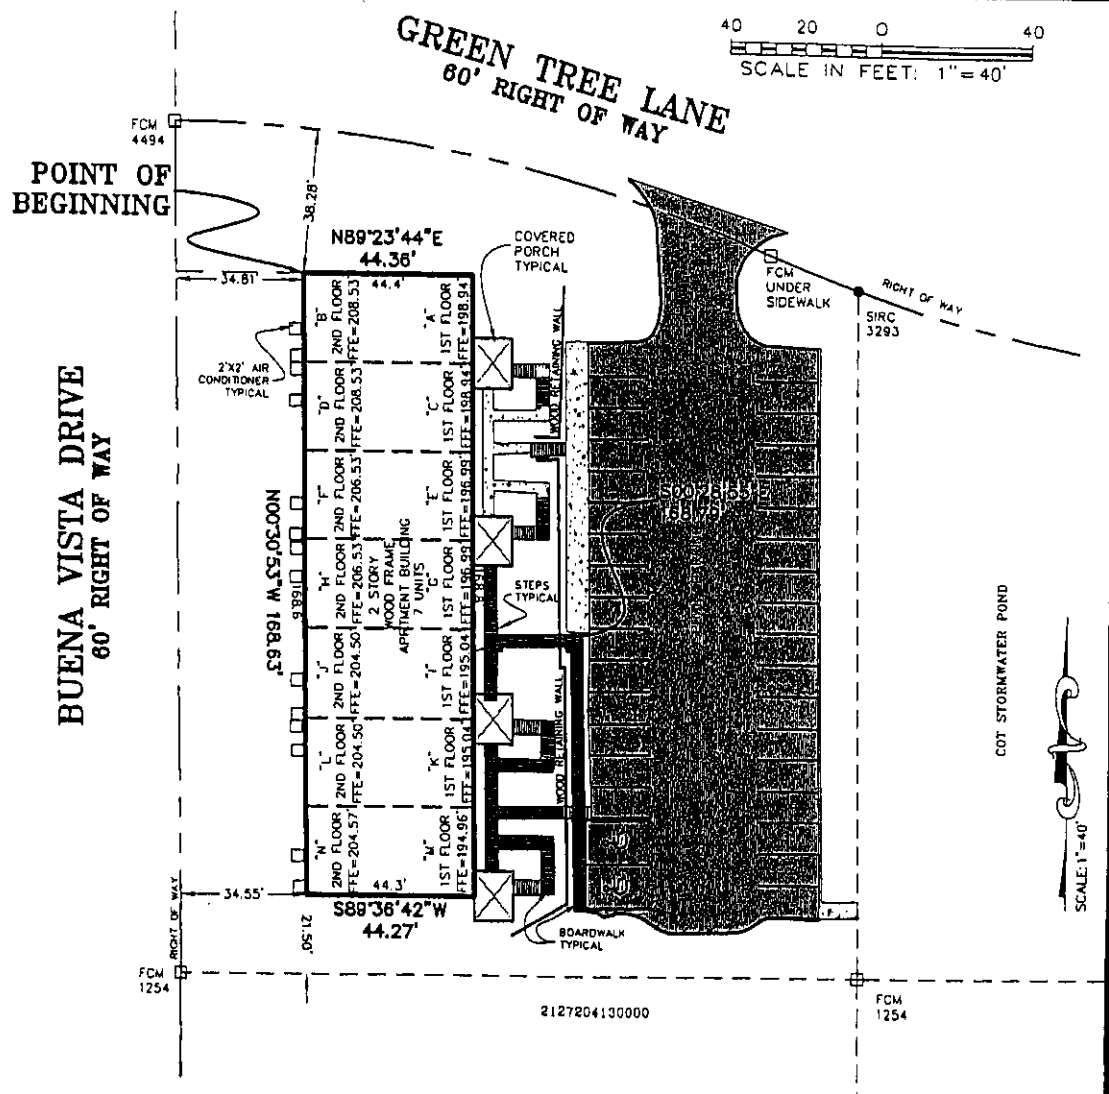 GREEN TREE LANE
60' RIGHT OF WAY
40 20 0 40
SCALE IN FEET: 1"=40'
FCM
4494
POINT OF
BEGINNING
38.28'
N89°23'44"E
44.36'
44.4'
34.81'
COVERED
PORCH
TYPICAL
FCM
UNDER
SIDEWALK
RIGHT OF WAY
SIRC
3293
2'X2' AIR
CONDITIONER
TYPICAL
BUENA VISTA DRIVE
60' RIGHT OF WAY
N00°30'53"W 168.63'
168.6
"B"
2ND FLOOR
FFE=208.53'
"A"
1ST FLOOR
FFE=198.94'
"D"
2ND FLOOR
FFE=208.53'
"C"
1ST FLOOR
FFE=198.94'
"F"
2ND FLOOR
FFE=206.53'
"E"
1ST FLOOR
FFE=196.99'
"H"
2ND FLOOR
FFE=206.53'
"G"
1ST FLOOR
FFE=196.99'
2 STORY
WOOD FRAME
APRTMENT BUILDING
7 UNITS
"J"
2ND FLOOR
FFE=204.50'
"I"
1ST FLOOR
FFE=195.04'
"L"
2ND FLOOR
FFE=204.50'
"K"
1ST FLOOR
FFE=195.04'
"N"
2ND FLOOR
FFE=204.57'
"M"
1ST FLOOR
FFE=194.96'
WOOD RETAINING WALL
STEPS
TYPICAL
WOOD RETAINING WALL
COT STORMWATER POND
SCALE: 1"=40'
34.55'
44.3'
S89°36'42"W
44.27'
21.50'
BOARDWALK
TYPICAL
RIGHT OF WAY
FCM
1254
2127204130000
FCM
1254